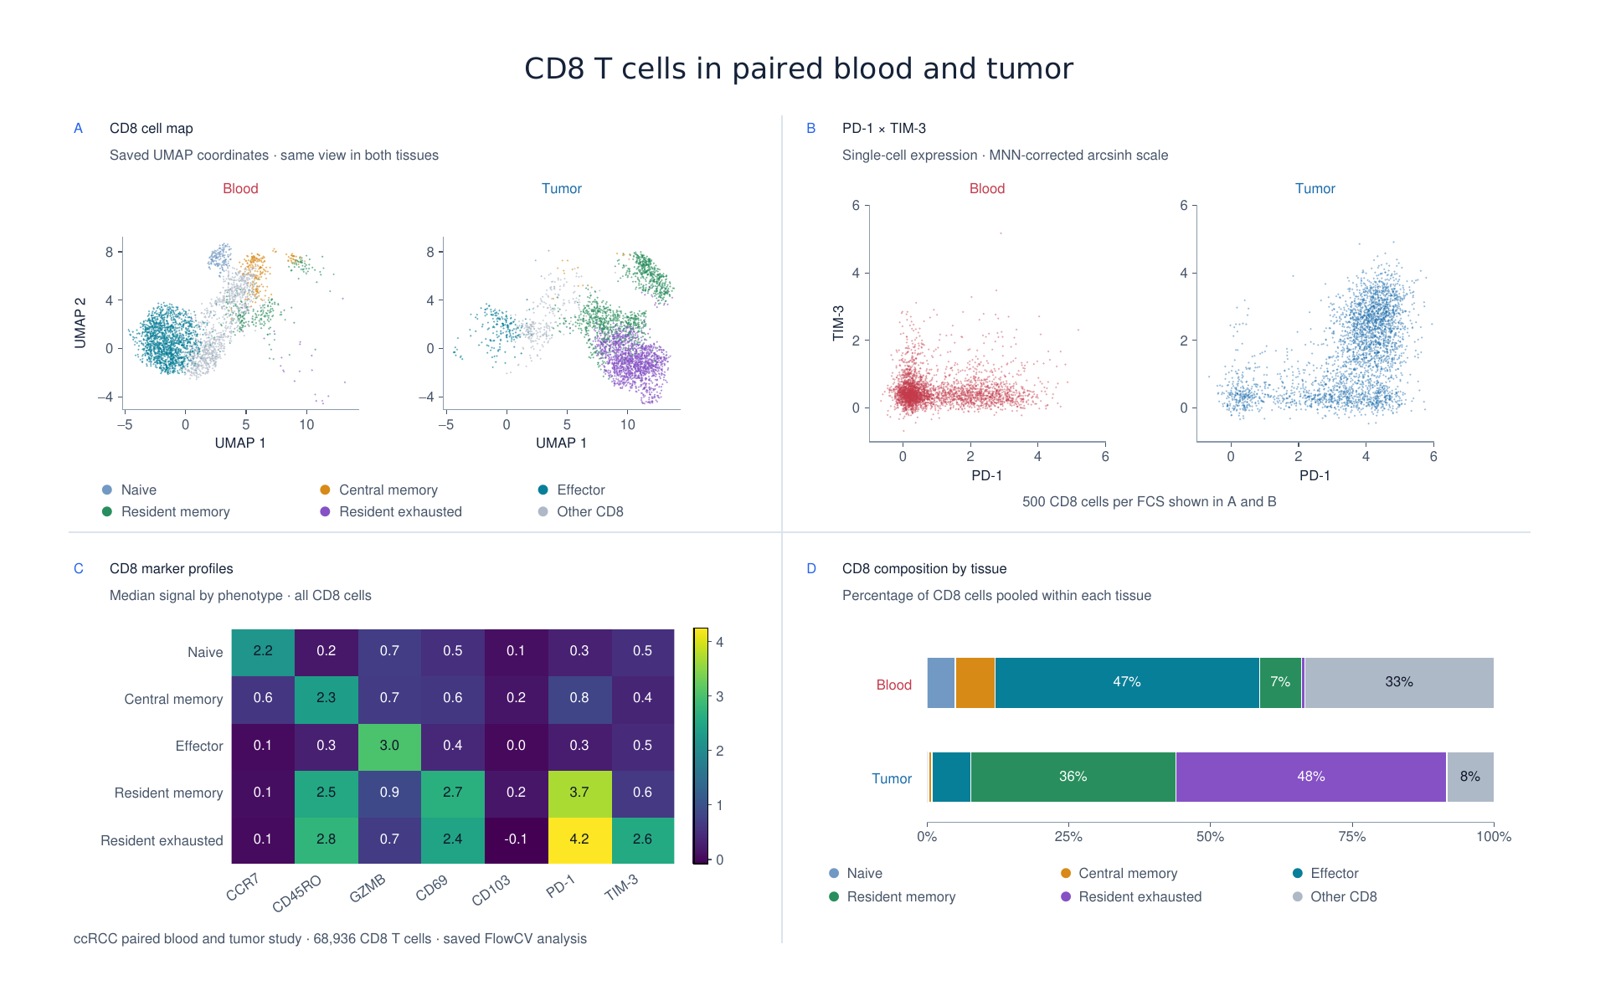 CD8 T cells in paired blood and tumor
A CD8 cell map
Saved UMAP coordinates · same view in both tissues
Blood Tumor
8
4
0
−4
UMAP 2
−5 0 5 10
UMAP 1
8
4
0
−4
−5 0 5 10
UMAP 1
Naive Central memory Effector
Resident memory Resident exhausted Other CD8
B PD-1 × TIM-3
Single-cell expression · MNN-corrected arcsinh scale
Blood Tumor
6
4
2
0
TIM-3
0 2 4 6
PD-1
6
4
2
0
0 2 4 6
PD-1
500 CD8 cells per FCS shown in A and B
C CD8 marker profiles
Median signal by phenotype · all CD8 cells
Naive 2.2 0.2 0.7 0.5 0.1 0.3 0.5
Central memory 0.6 2.3 0.7 0.6 0.2 0.8 0.4
Effector 0.1 0.3 3.0 0.4 0.0 0.3 0.5
Resident memory 0.1 2.5 0.9 2.7 0.2 3.7 0.6
Resident exhausted 0.1 2.8 0.7 2.4 -0.1 4.2 2.6
CCR7 CD45RO GZMB CD69 CD103 PD-1 TIM-3
4
3
2
1
0
ccRCC paired blood and tumor study · 68,936 CD8 T cells · saved FlowCV analysis
D CD8 composition by tissue
Percentage of CD8 cells pooled within each tissue
Blood 47% 7% 33%
Tumor 36% 48% 8%
0% 25% 50% 75% 100%
Naive Central memory Effector
Resident memory Resident exhausted Other CD8